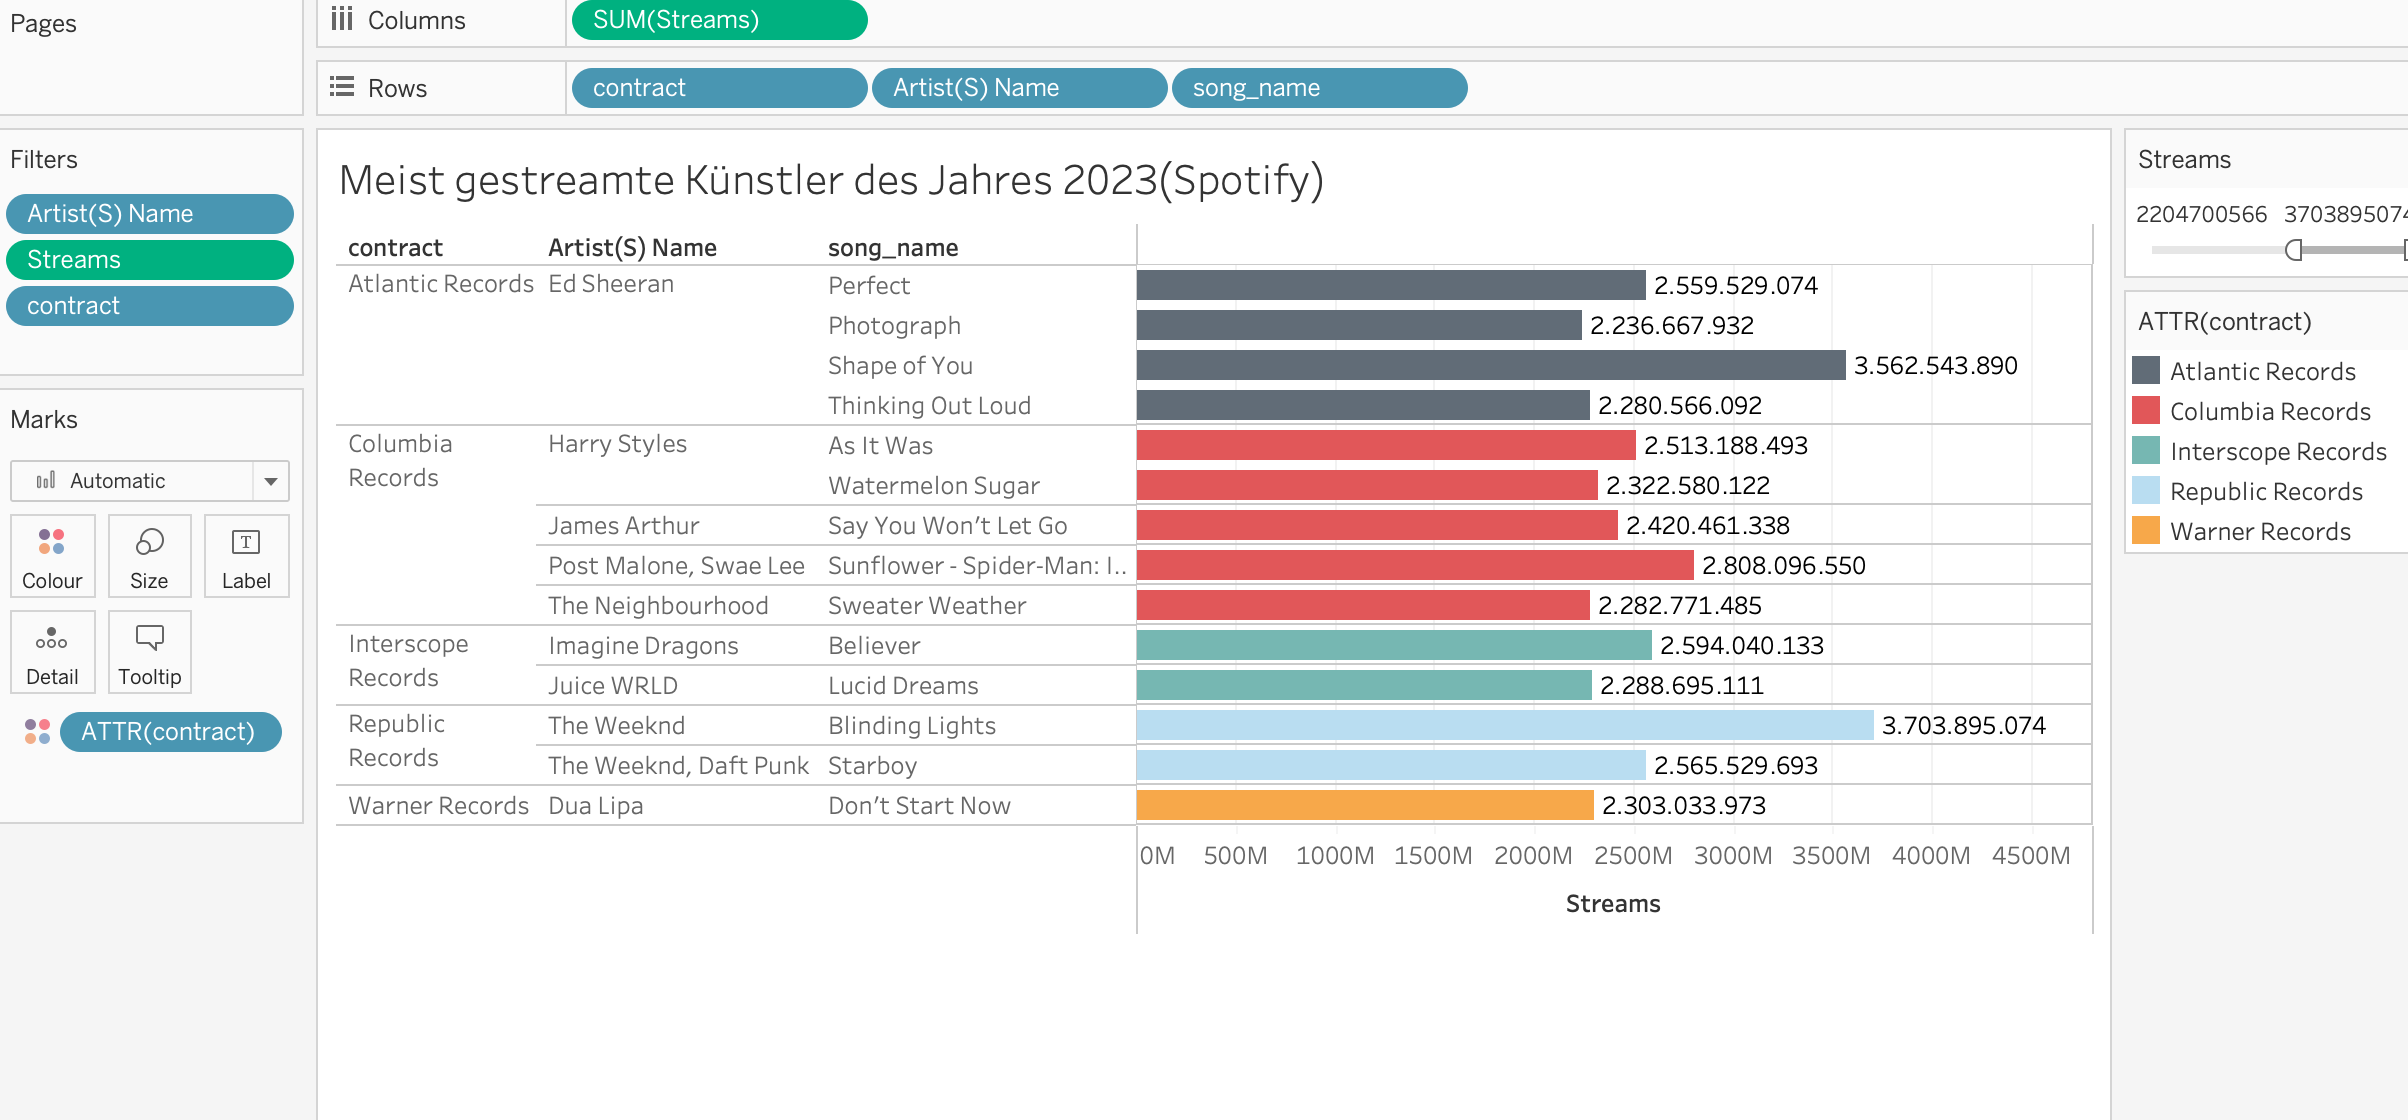 Pages
Columns SUM(Streams)
Rows contract Artist(S) Name song_name
Filters
Artist(S) Name
Streams
contract
Marks
Automatic
Colour Size Label
Detail Tooltip
ATTR(contract)
Meist gestreamte Künstler des Jahres 2023(Spotify)
contract Artist(S) Name song_name
Atlantic Records Ed Sheeran Perfect 2.559.529.074
Photograph 2.236.667.932
Shape of You 3.562.543.890
Thinking Out Loud 2.280.566.092
Columbia Records Harry Styles As It Was 2.513.188.493
Watermelon Sugar 2.322.580.122
James Arthur Say You Won't Let Go 2.420.461.338
Post Malone, Swae Lee Sunflower - Spider-Man: I.. 2.808.096.550
The Neighbourhood Sweater Weather 2.282.771.485
Interscope Records Imagine Dragons Believer 2.594.040.133
Juice WRLD Lucid Dreams 2.288.695.111
Republic Records The Weeknd Blinding Lights 3.703.895.074
The Weeknd, Daft Punk Starboy 2.565.529.693
Warner Records Dua Lipa Don't Start Now 2.303.033.973
0M 500M 1000M 1500M 2000M 2500M 3000M 3500M 4000M 4500M
Streams
Streams
2204700566 3703895074
ATTR(contract)
Atlantic Records
Columbia Records
Interscope Records
Republic Records
Warner Records